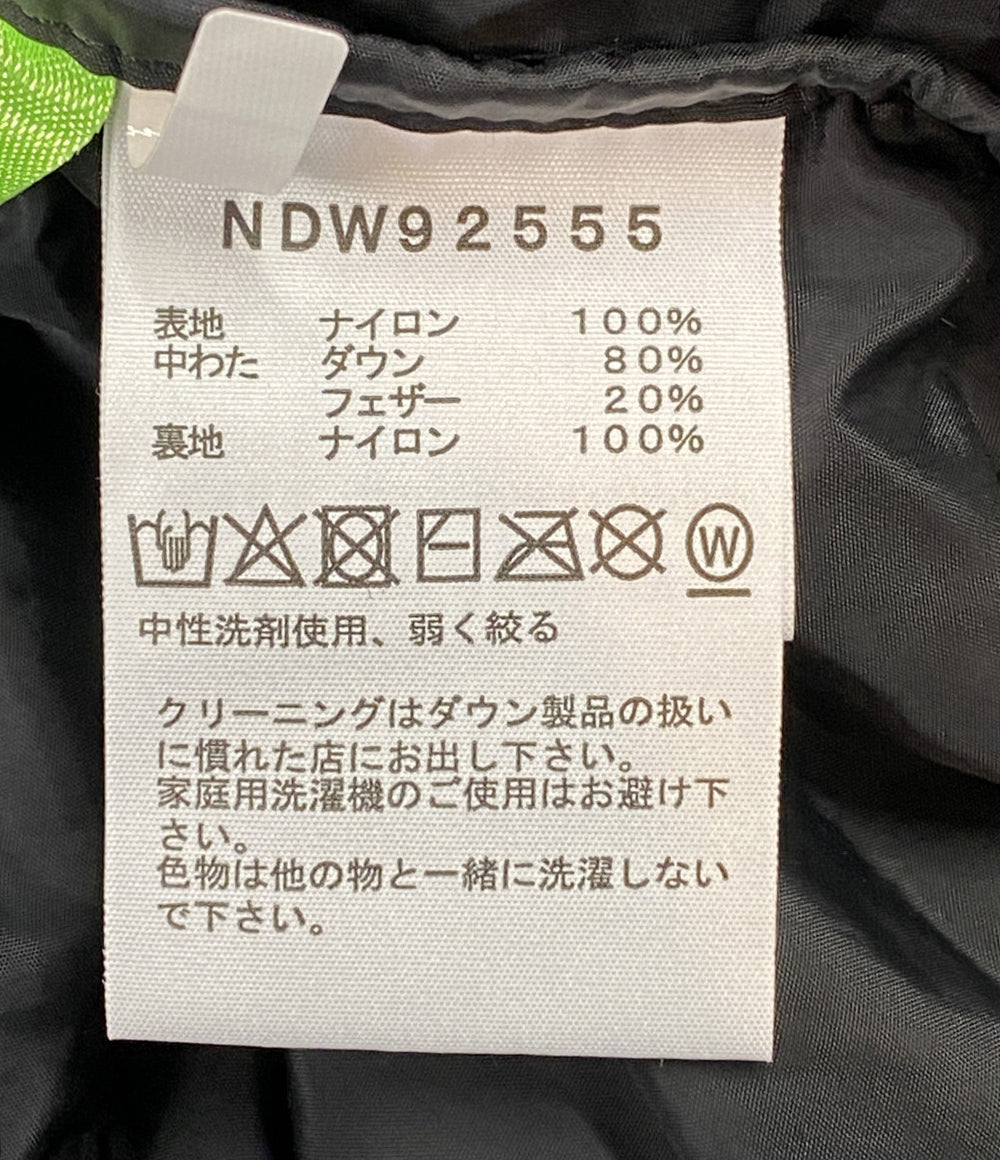 NDW92555
表地 ナイロン 100%
中わた ダウン 80%
フェザー 20%
裏地 ナイロン 100%
W
中性洗剤使用、弱く絞る
クリーニングはダウン製品の扱い
に慣れた店にお出し下さい。
家庭用洗濯機のご使用はお避け下
さい。
色物は他の物と一緒に洗濯しない
で下さい。